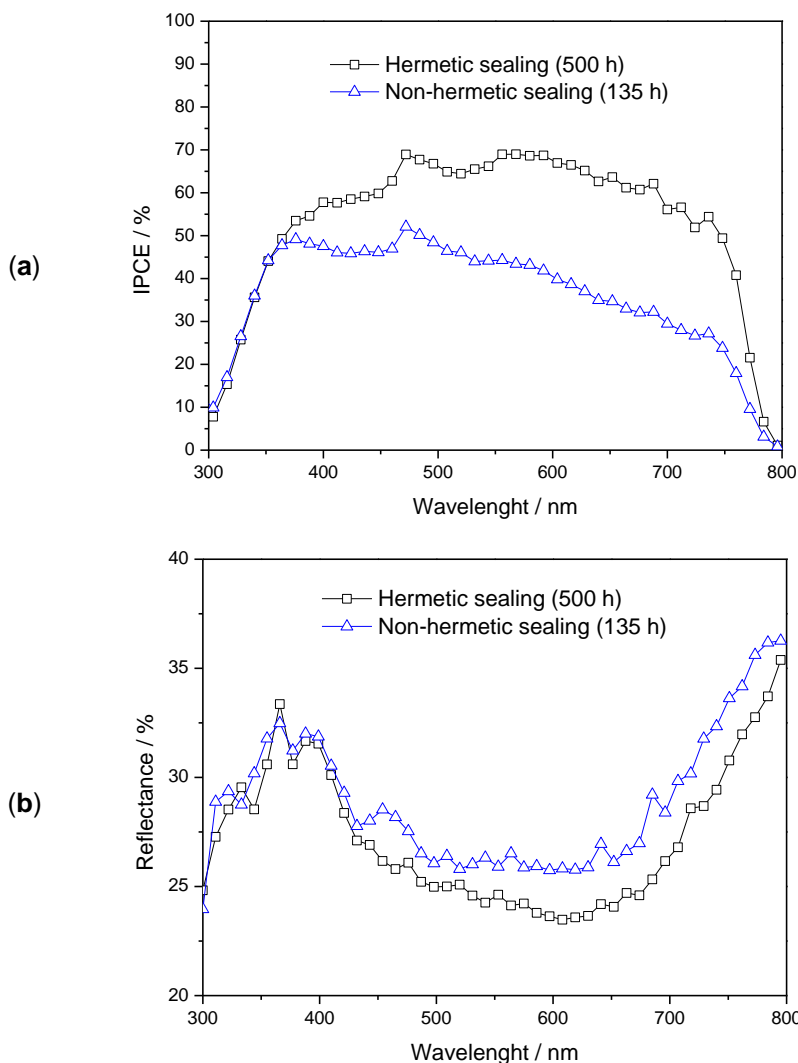 100
90
80
70
60
50
40
30
20
10
0
IPCE / %
Hermetic sealing (500 h)
Non-hermetic sealing (135 h)
300
400
500
600
700
800
Wavelenght / nm
(a)
40
35
30
25
20
Reflectance / %
Hermetic sealing (500 h)
Non-hermetic sealing (135 h)
300
400
500
600
700
800
Wavelenght / nm
(b)